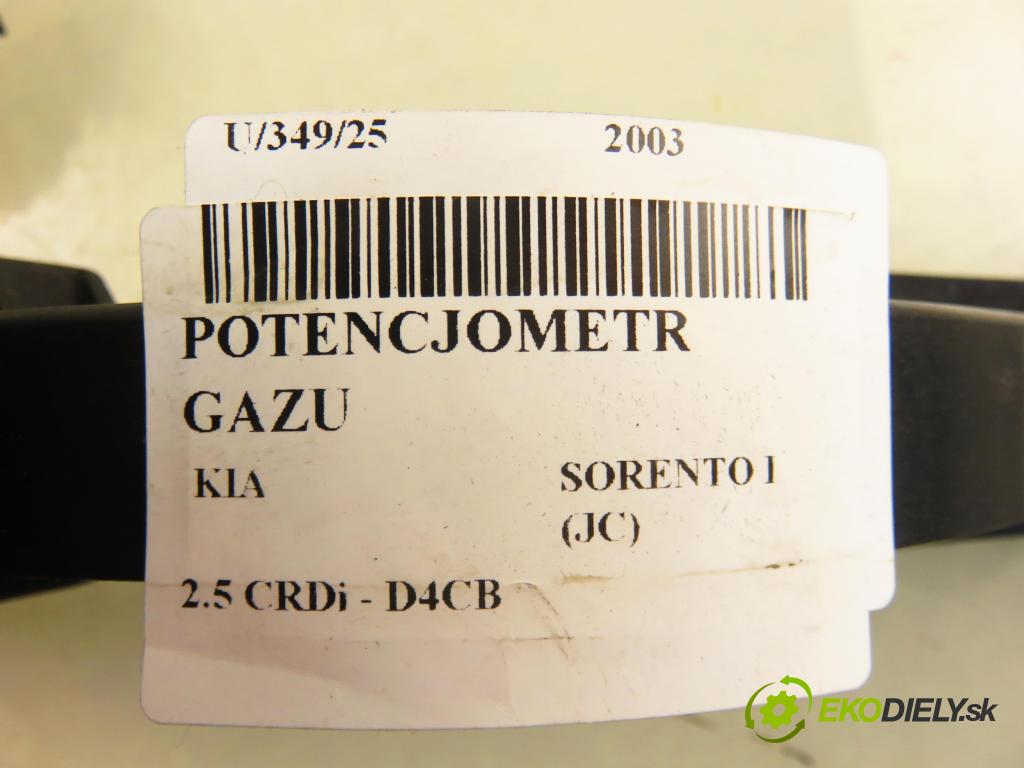 U/349/25 2003
POTENCJOMETR
GAZU
KIA SORENTO I
(JC)
2.5 CRDi - D4CB
EKODIELY.sk